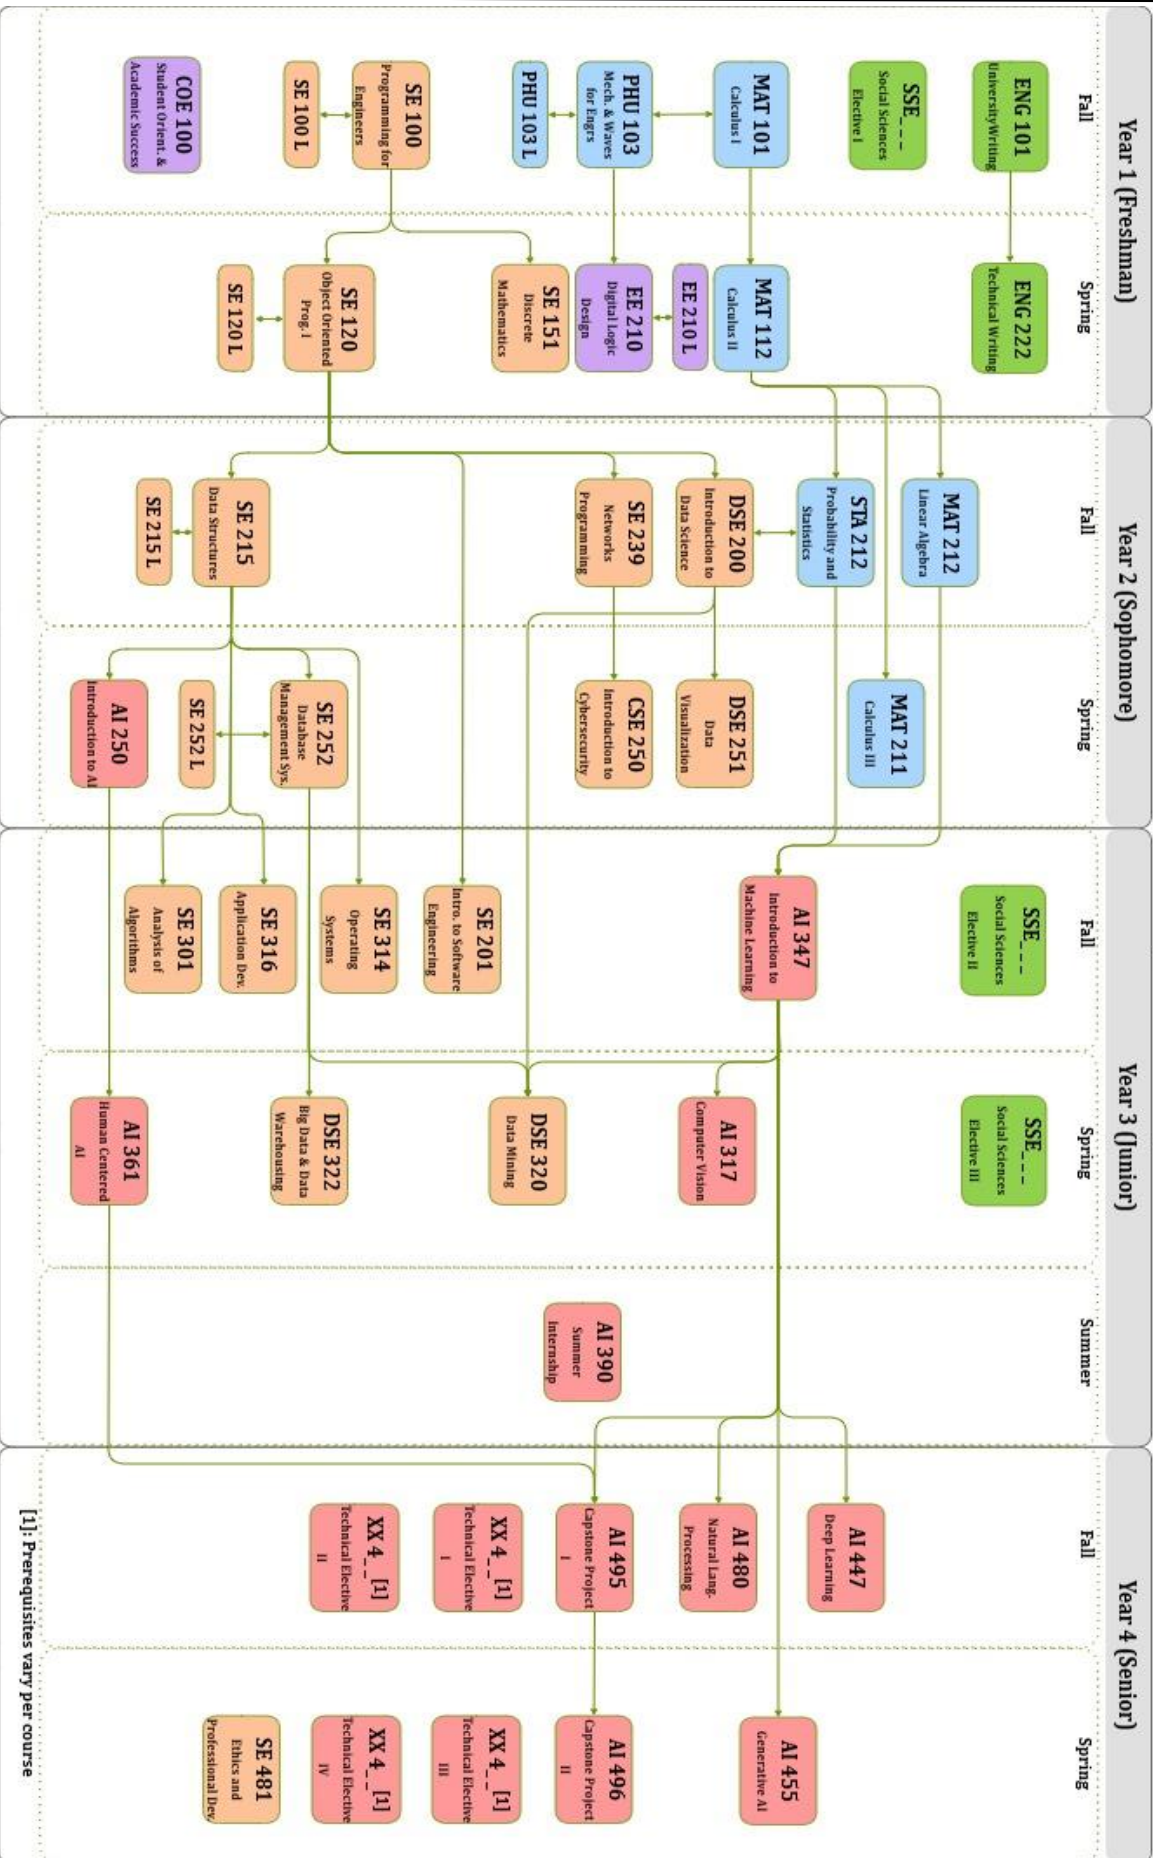 Year 1 (Freshman)
Fall
ENG 101
UniversityWriting
SSE_ _ _
Social Sciences
Elective I
MAT 101
Calculus I
PHU 103
Mech. & Waves
for Engrs
PHU 103 L
SE 100
Programming for
Engineers
SE 100 L
COE 100
Student Orient. &
Academic Success
Spring
ENG 222
Technical Writing
MAT 112
Calculus II
EE 210 L
EE 210
Digital Logic
Design
SE 151
Discrete
Mathematics
SE 120
Object Oriented
Prog. I
SE 120 L
Year 2 (Sophomore)
Fall
MAT 212
Linear Algebra
STA 212
Probability and
Statistics
DSE 200
Introduction to
Data Science
SE 239
Networks
Programming
SE 215
Data Structures
SE 215 L
Spring
MAT 211
Calculus III
DSE 251
Data
Visualization
CSE 250
Introduction to
Cybersecurity
SE 252
Database
Management Sys.
SE 252 L
AI 250
Introduction to AI
Year 3 (Junior)
Fall
SSE_ _ _
Social Sciences
Elective II
AI 347
Introduction to
Machine Learning
SE 201
Intro. to Software
Engineering
SE 314
Operating
Systems
SE 316
Application Dev.
SE 301
Analysis of
Algorithms
Spring
SSE_ _ _
Social Sciences
Elective III
AI 317
Computer Vision
DSE 320
Data Mining
DSE 322
Big Data & Data
Warehousing
AI 361
Human Centered
AI
Summer
AI 390
Summer
Internship
Year 4 (Senior)
Fall
AI 447
Deep Learning
AI 480
Natural Lang.
Processing
AI 495
Capstone Project
I
XX 4_ _ [1]
Technical Elective
I
XX 4_ _ [1]
Technical Elective
II
Spring
AI 455
Generative AI
AI 496
Capstone Project
II
XX 4_ _ [1]
Technical Elective
III
XX 4_ _ [1]
Technical Elective
IV
SE 481
Ethics and
Professional Dev.
[1]: Prerequisites vary per course